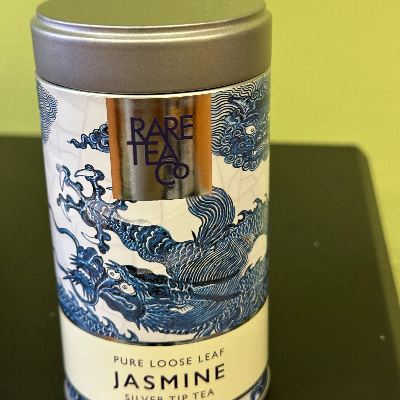 RARE
TEA
Co
PURE LOOSE LEAF
JASMINE
SILVER TIP TEA